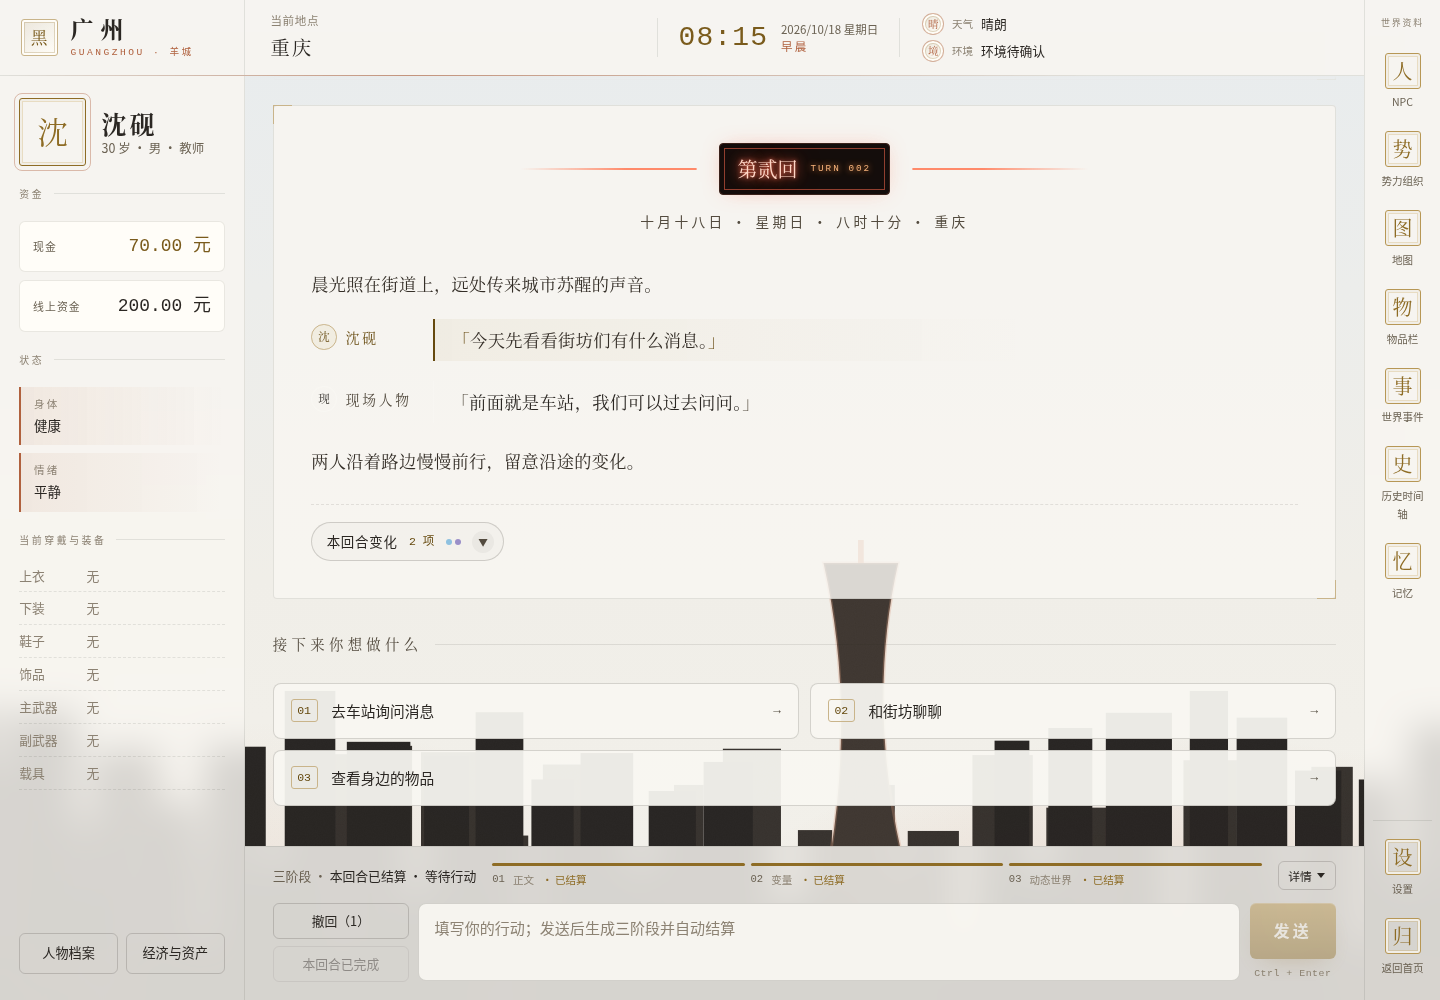 黑
广州
GUANGZHOU · 羊城
当前地点
重庆
08:15
2026/10/18 星期日
早晨
晴 天气 晴朗
境 环境 环境待确认
沈
沈砚
30 岁 • 男 • 教师
资金
现金 70.00 元
线上资金 200.00 元
状态
身体
健康
情绪
平静
当前穿戴与装备
上衣 无
下装 无
鞋子 无
饰品 无
主武器 无
副武器 无
载具 无
人物档案
经济与资产
第贰回 TURN 002
十月十八日 • 星期日 • 八时十分 • 重庆
晨光照在街道上，远处传来城市苏醒的声音。
沈 沈砚 「今天先看看街坊们有什么消息。」
现 现场人物 「前面就是车站，我们可以过去问问。」
两人沿着路边慢慢前行，留意沿途的变化。
本回合变化 2 项 ▼
接下来你想做什么
01 去车站询问消息 →
02 和街坊聊聊 →
03 查看身边的物品 →
三阶段 • 本回合已结算 • 等待行动
01 正文 • 已结算
02 变量 • 已结算
03 动态世界 • 已结算
详情
撤回（1）
本回合已完成
填写你的行动；发送后生成三阶段并自动结算
发送
Ctrl + Enter
世界资料
人
NPC
势
势力组织
图
地图
物
物品栏
事
世界事件
史
历史时间
轴
忆
记忆
设
设置
归
返回首页